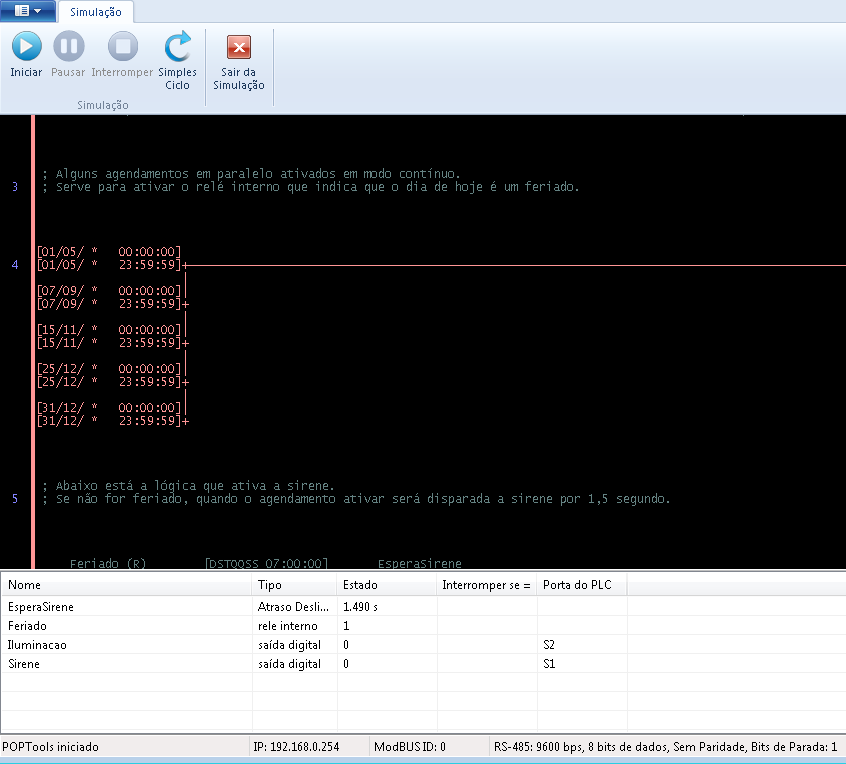 Simulação
Iniciar Pausar Interromper Simples Ciclo Sair da Simulação
Simulação
; Alguns agendamentos em paralelo ativados em modo contínuo.
3 ; Serve para ativar o relé interno que indica que o dia de hoje é um feriado.
[01/05/ * 00:00:00]
4 [01/05/ * 23:59:59]+
[07/09/ * 00:00:00]
[07/09/ * 23:59:59]+
[15/11/ * 00:00:00]
[15/11/ * 23:59:59]+
[25/12/ * 00:00:00]
[25/12/ * 23:59:59]+
[31/12/ * 00:00:00]
[31/12/ * 23:59:59]+
; Abaixo está a lógica que ativa a sirene.
5 ; Se não for feriado, quando o agendamento ativar será disparada a sirene por 1,5 segundo.
Feriado (R) [DSTQQSS 07:00:00] EsperaSirene
Nome Tipo Estado Interromper se = Porta do PLC
EsperaSirene Atraso Desli... 1.490 s
Feriado rele interno 1
Iluminacao saída digital 0 S2
Sirene saída digital 0 S1
POPTools iniciado IP: 192.168.0.254 ModBUS ID: 0 RS-485: 9600 bps, 8 bits de dados, Sem Paridade, Bits de Parada: 1